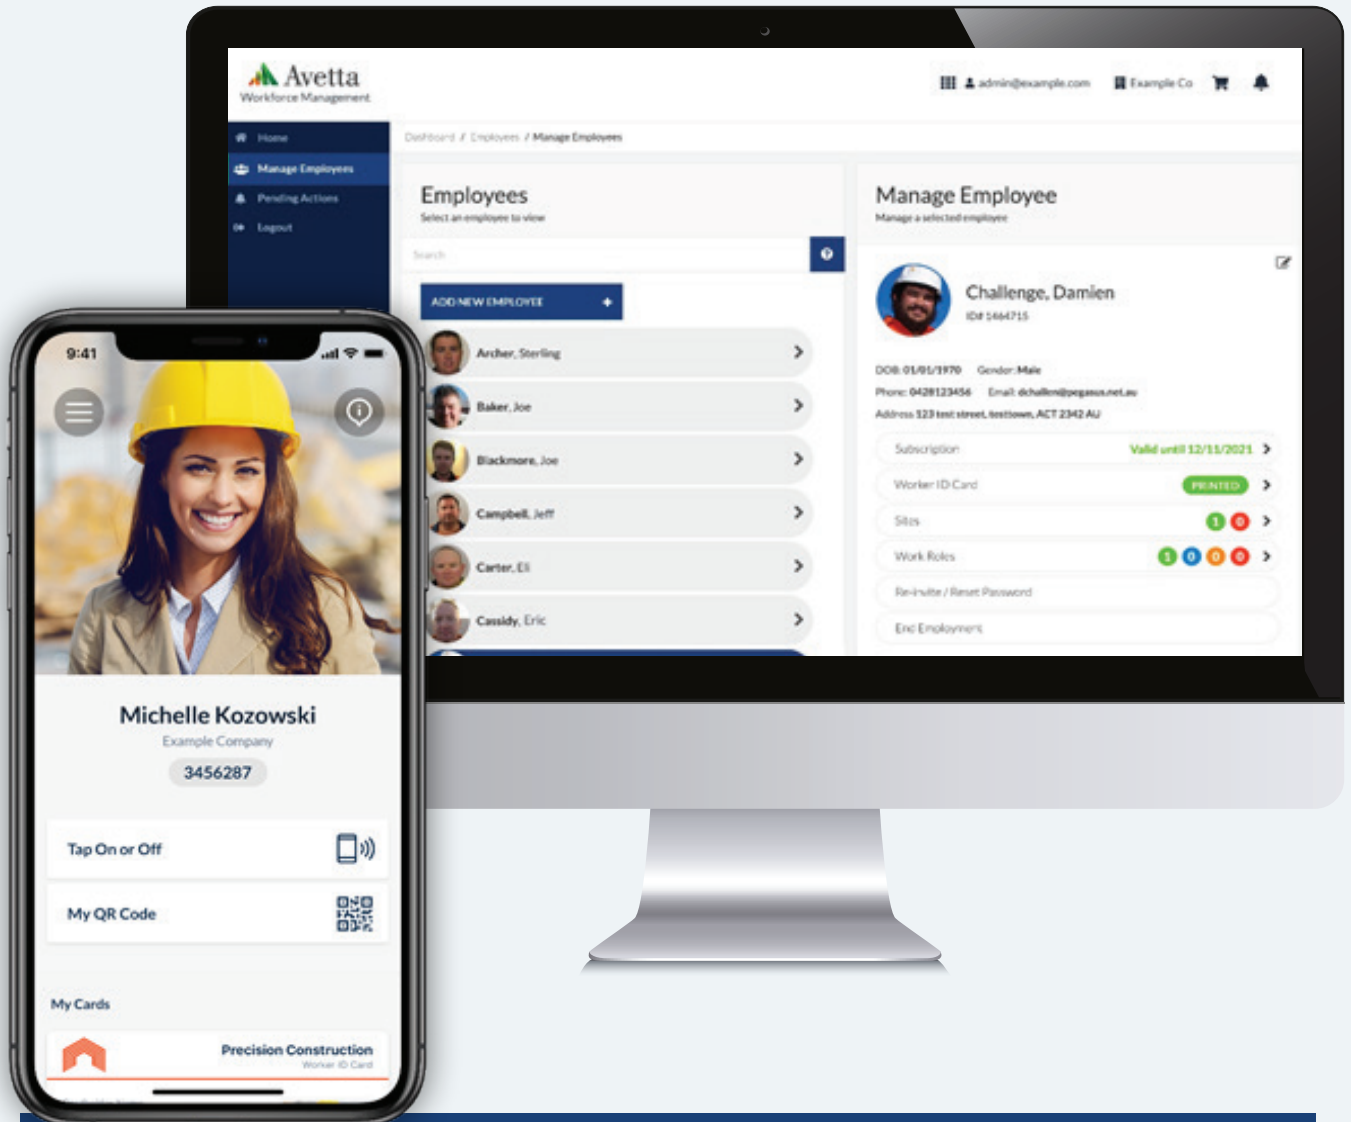 Avetta
Workforce Management
admin@example.com
Example Co
Home
Manage Employees
Pending Actions
Logout
Dashboard / Employees / Manage Employees
Employees
Select an employee to view
Search
ADD NEW EMPLOYEE +
Archer, Sterling
Baker, Joe
Blackmore, Joe
Campbell, Jeff
Carter, Eli
Cassidy, Eric
Manage Employee
Manage a selected employee
Challenge, Damien
ID# 1464715
DOB: 01/01/1970 Gender: Male
Phone: 0428123456 Email: dchallen@pegasus.net.au
Address 123 test street, testtown, ACT 2342 AU
Subscription Valid until 12/11/2021
Worker ID Card PRINTED
Sites 1 0
Work Roles 1 0 0 0
Re-invite / Reset Password
End Employment
9:41
Michelle Kozowski
Example Company
3456287
Tap On or Off
My QR Code
My Cards
Precision Construction
Worker ID Card